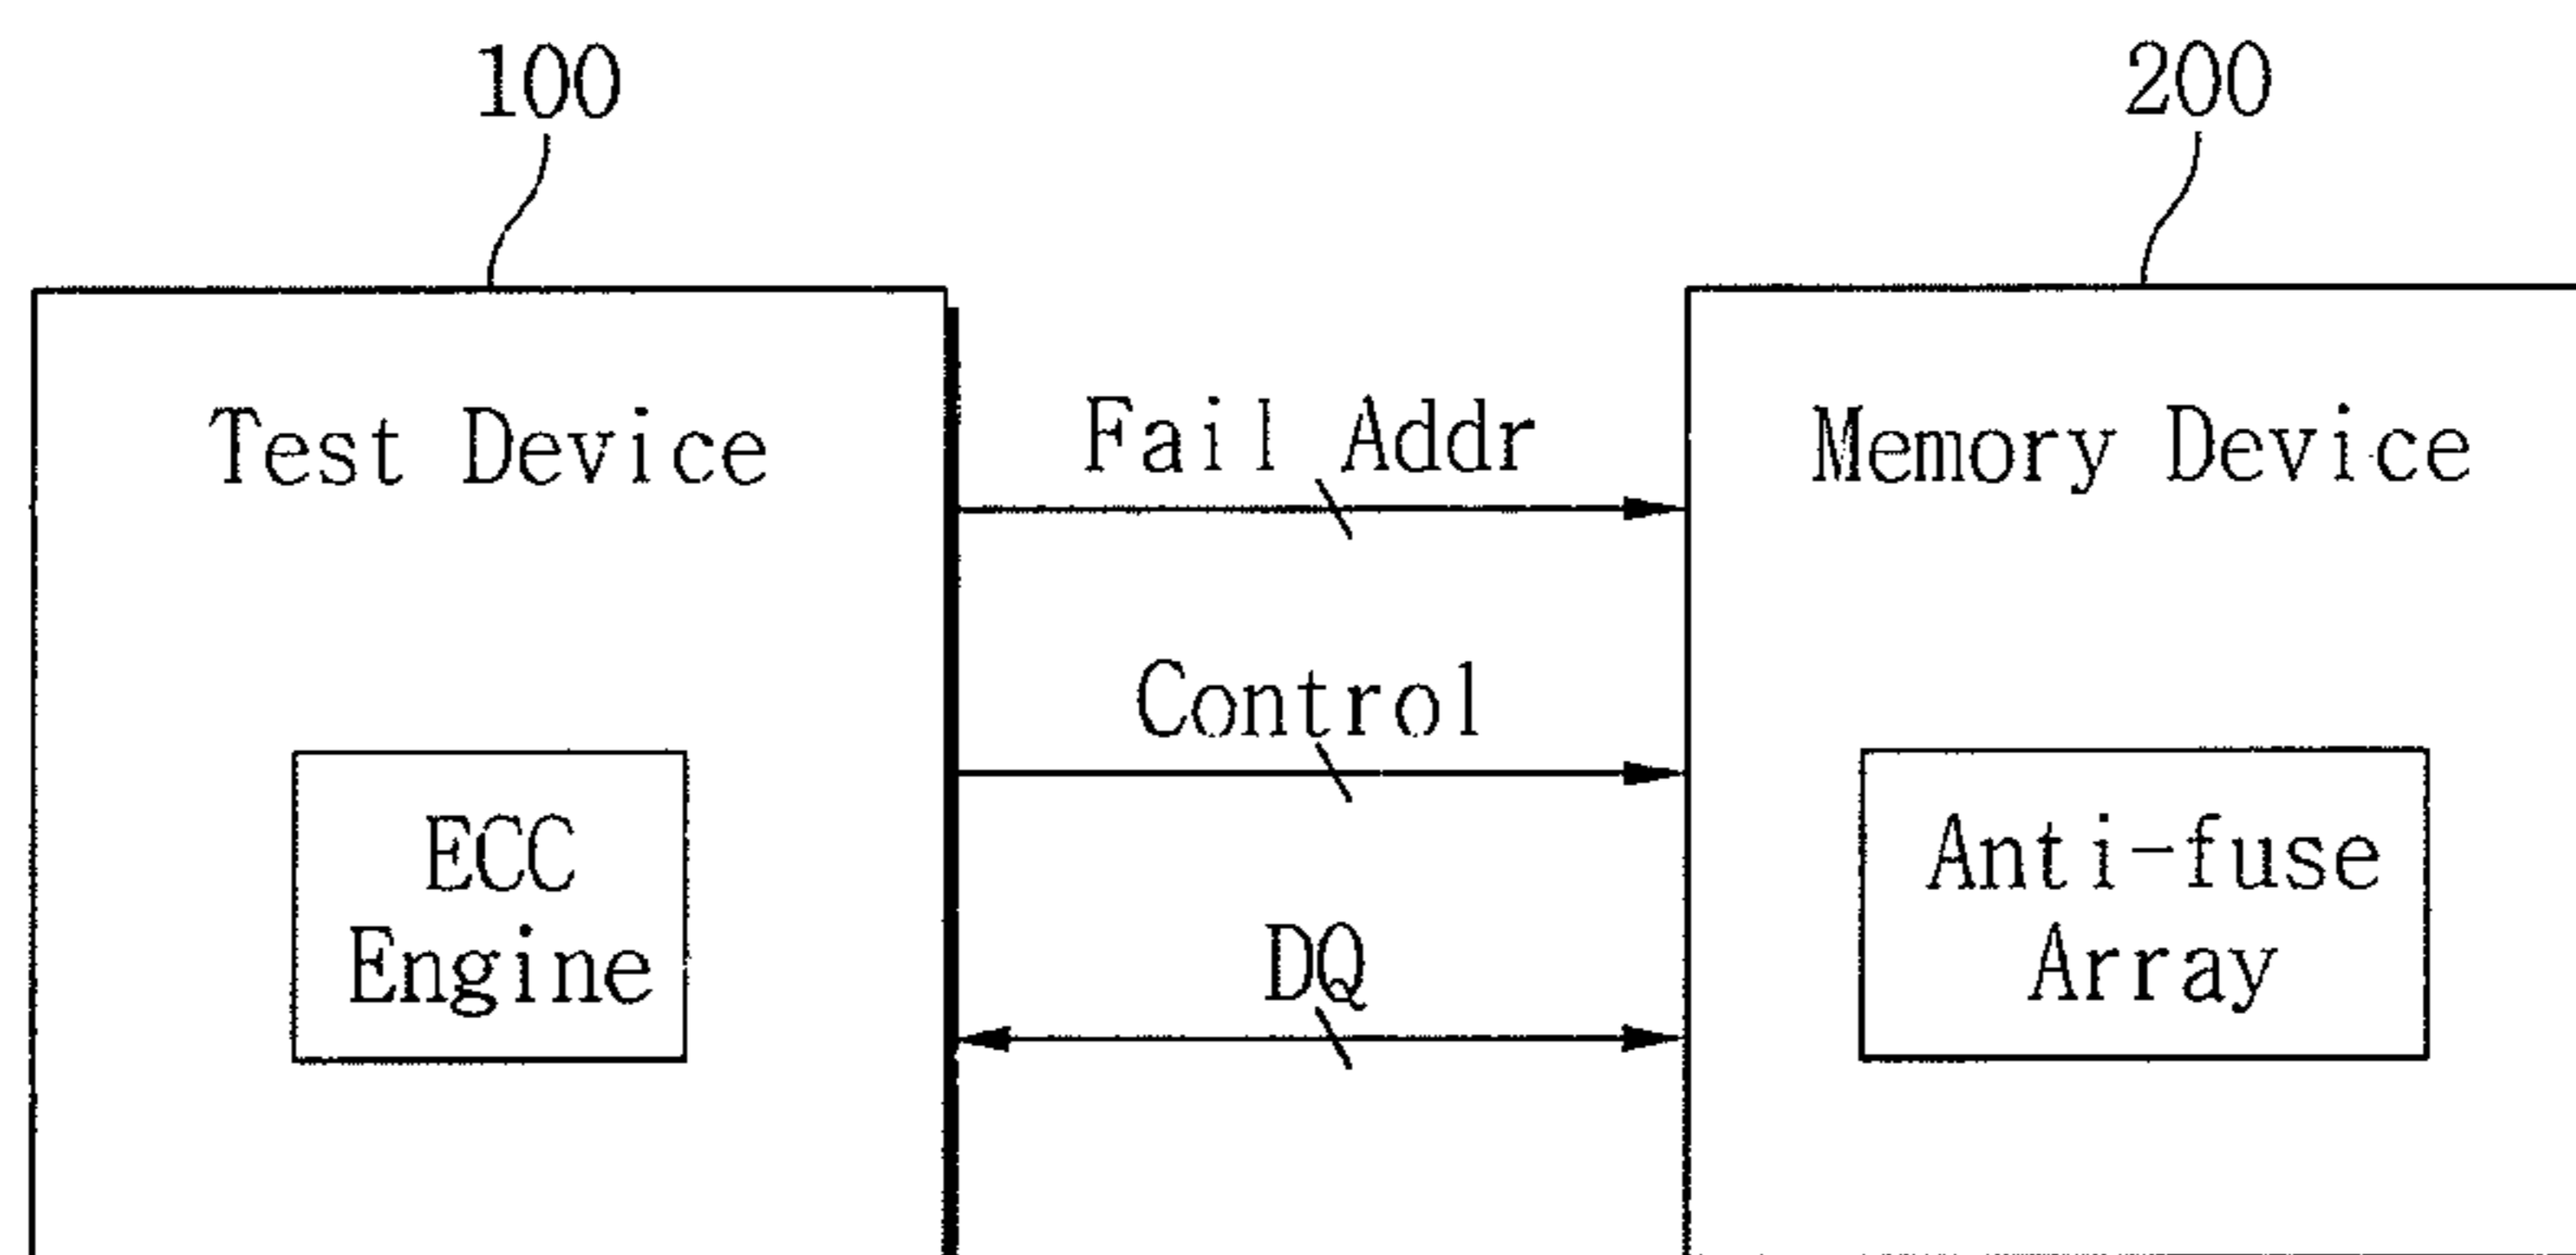 100
200
Test Device
Fail Addr
Memory Device
Control
ECC
Engine
DQ
Anti-fuse
Array